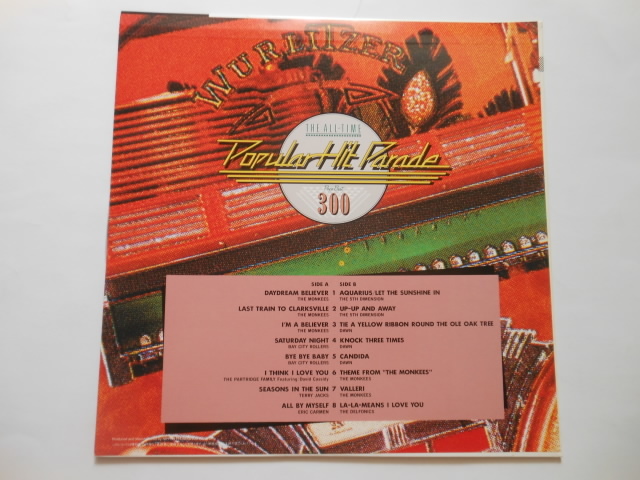 WURLITZER
THE ALL-TIME
Popular Hit Parade
300
SIDE A SIDE B
DAYDREAM BELIEVER 1 AQUARIUS LET THE SUNSHINE IN
THE MONKEES THE 5TH DIMENSION
LAST TRAIN TO CLARKSVILLE 2 UP-UP AND AWAY
THE MONKEES THE 5TH DIMENSION
I'M A BELIEVER 3 TIE A YELLOW RIBBON ROUND THE OLE OAK TREE
THE MONKEES DAWN
SATURDAY NIGHT 4 KNOCK THREE TIMES
BAY CITY ROLLERS DAWN
BYE BYE BABY 5 CANDIDA
BAY CITY ROLLERS DAWN
I THINK I LOVE YOU 6 THEME FROM "THE MONKEES"
THE PARTRIDGE FAMILY Featuring David Cassidy THE MONKEES
SEASONS IN THE SUN 7 VALLERI
TERRY JACKS THE MONKEES
ALL BY MYSELF 8 LA-LA-MEANS I LOVE YOU
ERIC CARMEN THE DELFONICS